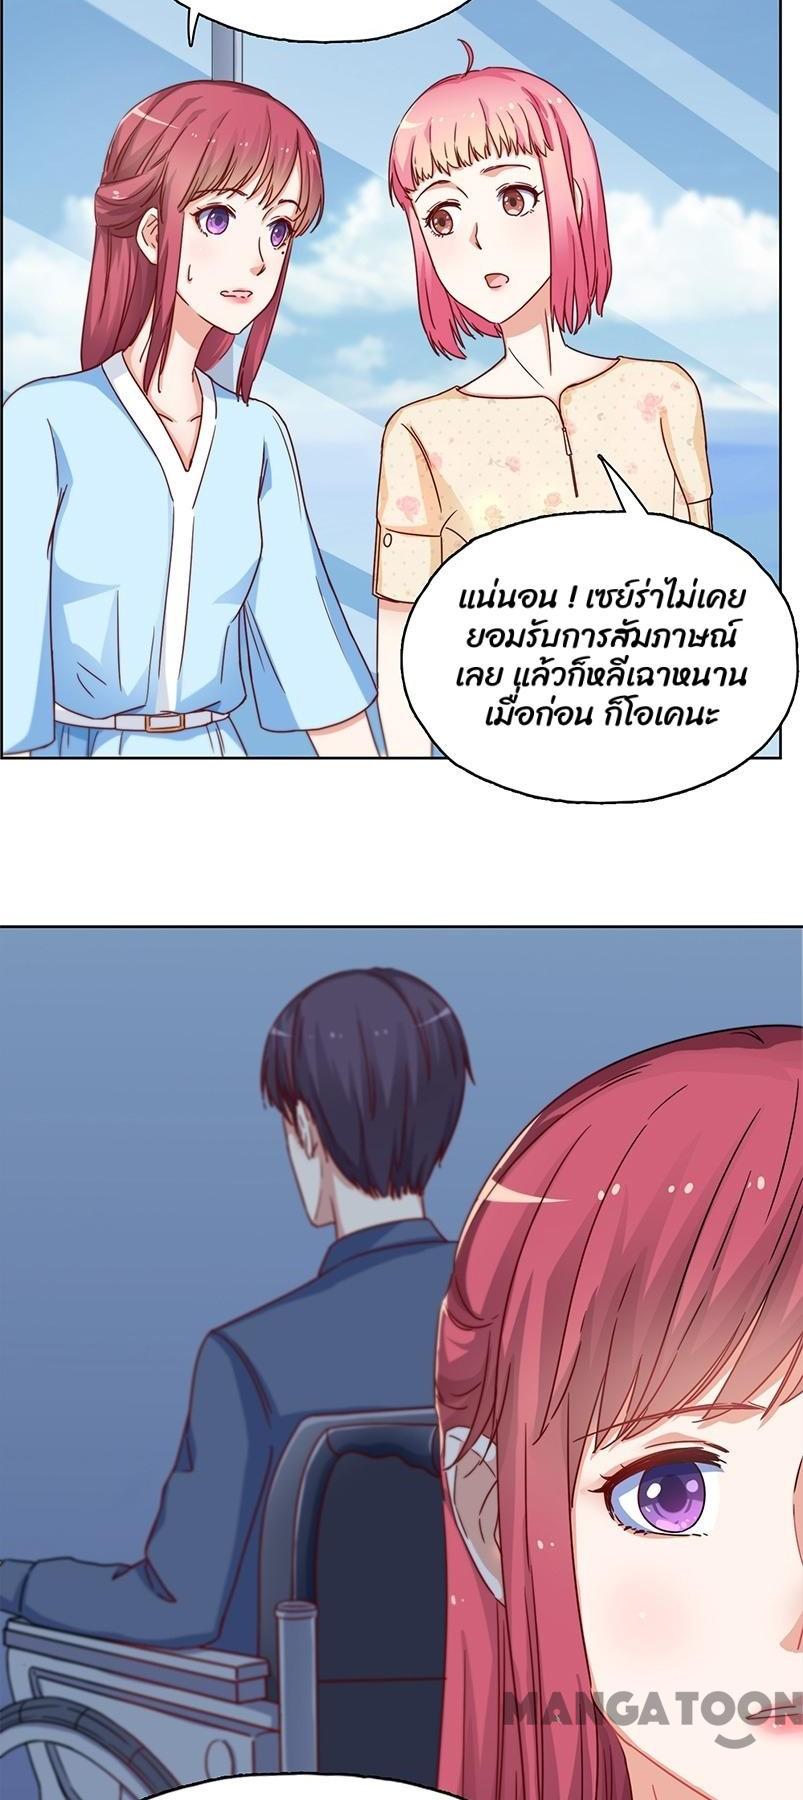 แน่นอน ! เซย์ร่าไม่เคย
ยอมรับการสัมภาษณ์
เลย แล้วก็หลีเฉาหนาน
เมื่อก่อน ก็โอเคนะ
MANGATOON